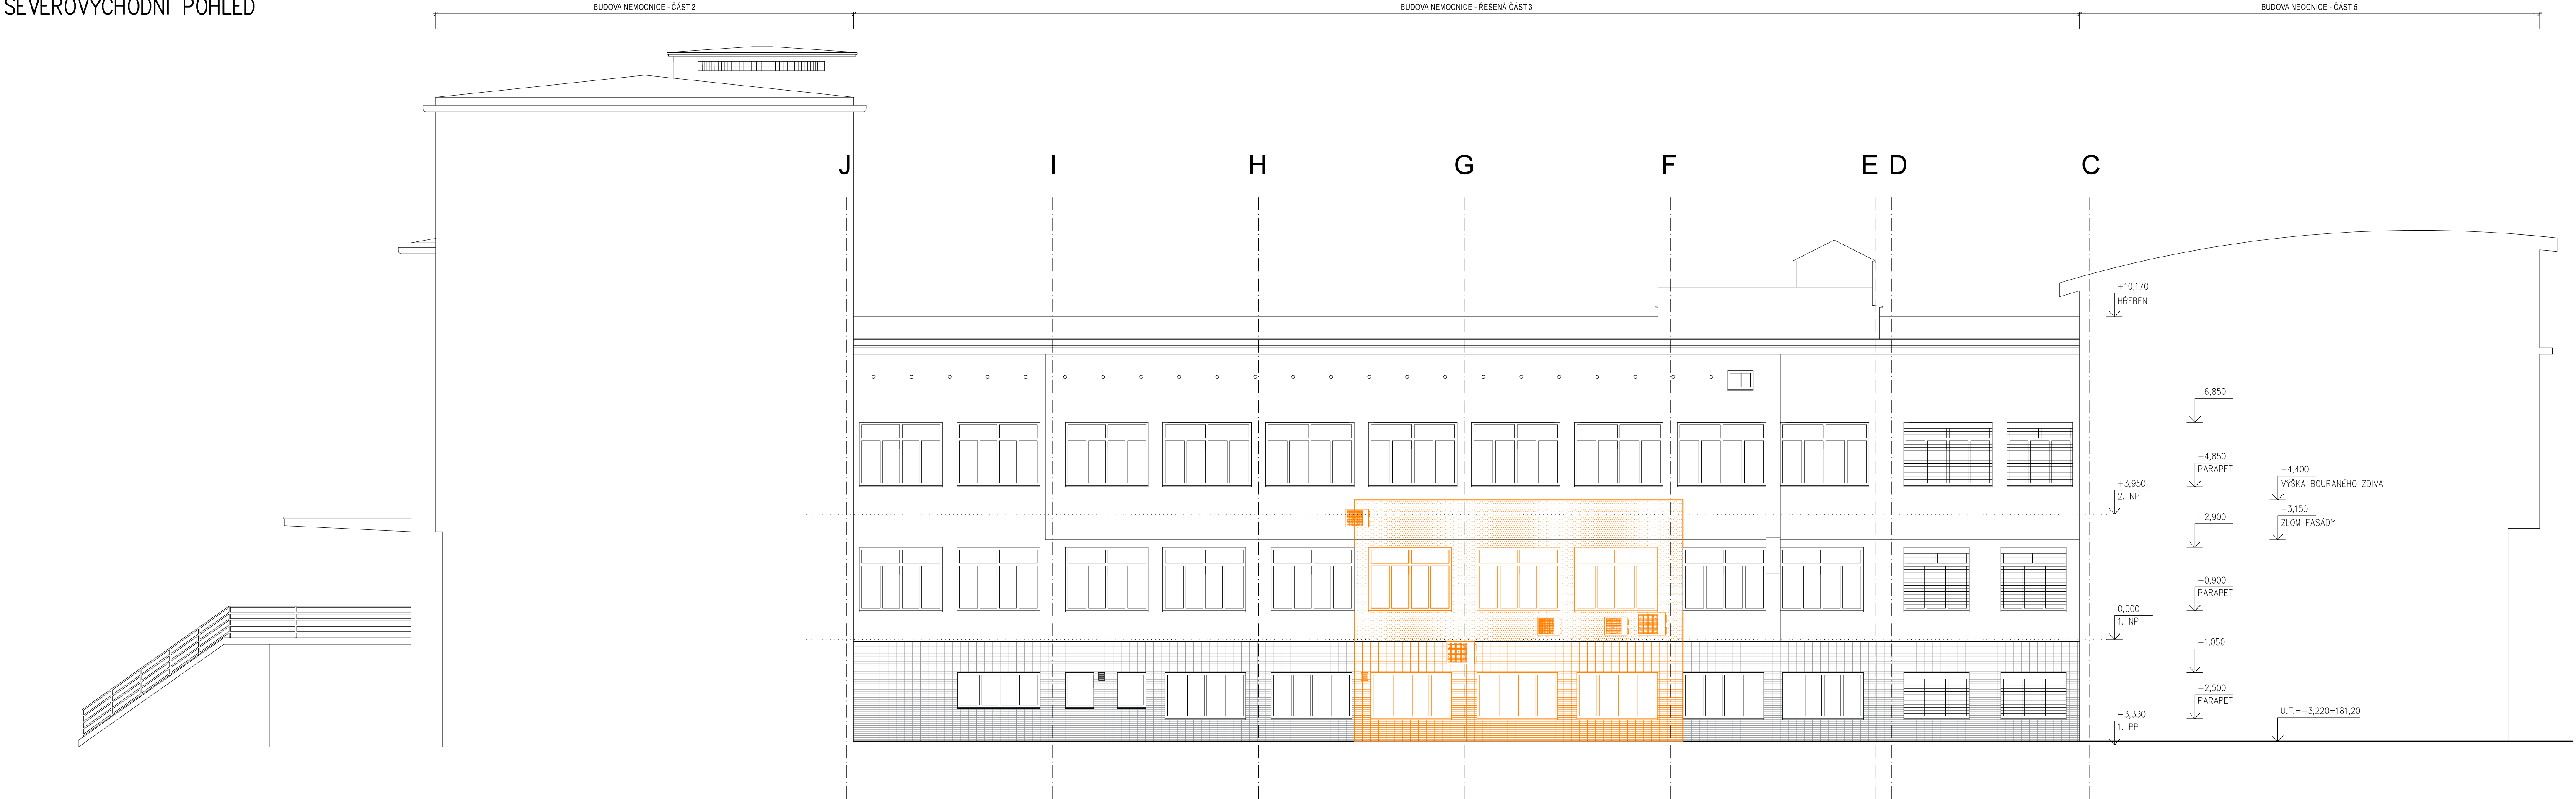 SEVEROVÝCHODNÍ POHLED
BUDOVA NEMOCNICE - ČÁST 2
BUDOVA NEMOCNICE - ŘEŠENÁ ČÁST 3
BUDOVA NEOCNICE - ČÁST 5
J
I
H
G
F
E
D
C
+10,170
HŘEBEN
+6,850
+4,850
PARAPET
+4,400
VÝŠKA BOURANÉHO ZDIVA
+3,950
2. NP
+3,150
ZLOM FASÁDY
+2,900
+0,900
PARAPET
0,000
1. NP
-1,050
-2,500
PARAPET
-3,330
1. PP
U.T.=-3,220=181,20